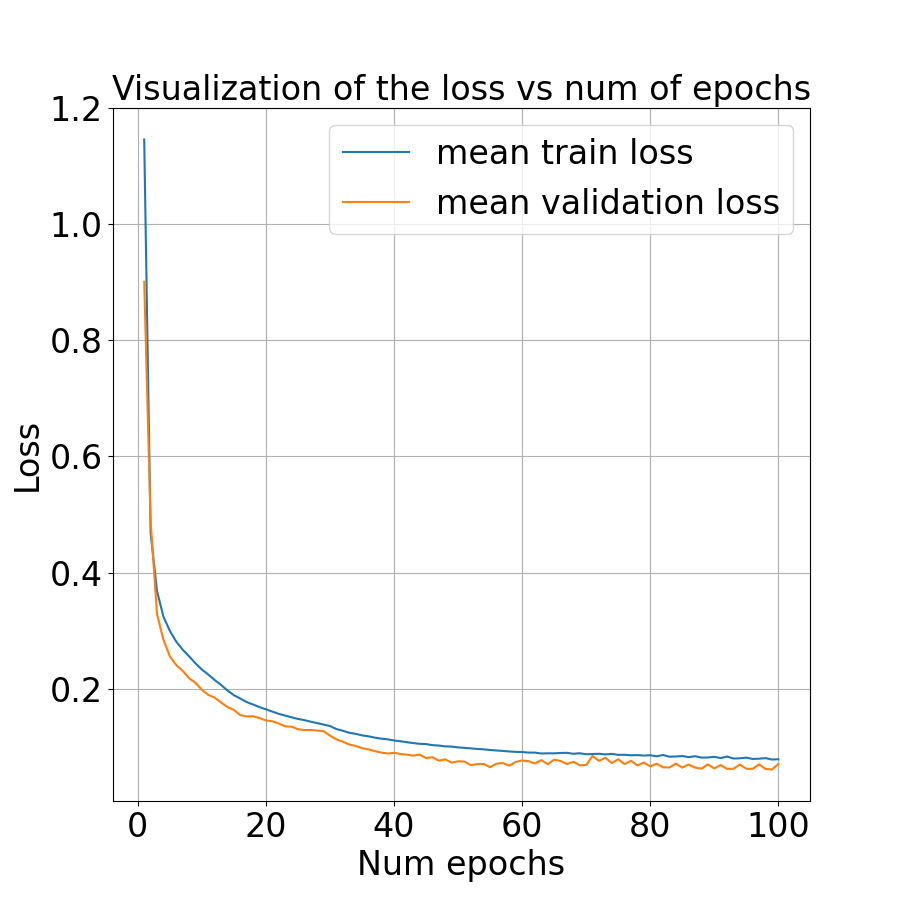 Visualization of the loss vs num of epochs
mean train loss
mean validation loss
1.2
1.0
0.8
0.6
0.4
0.2
Loss
0 20 40 60 80 100
Num epochs